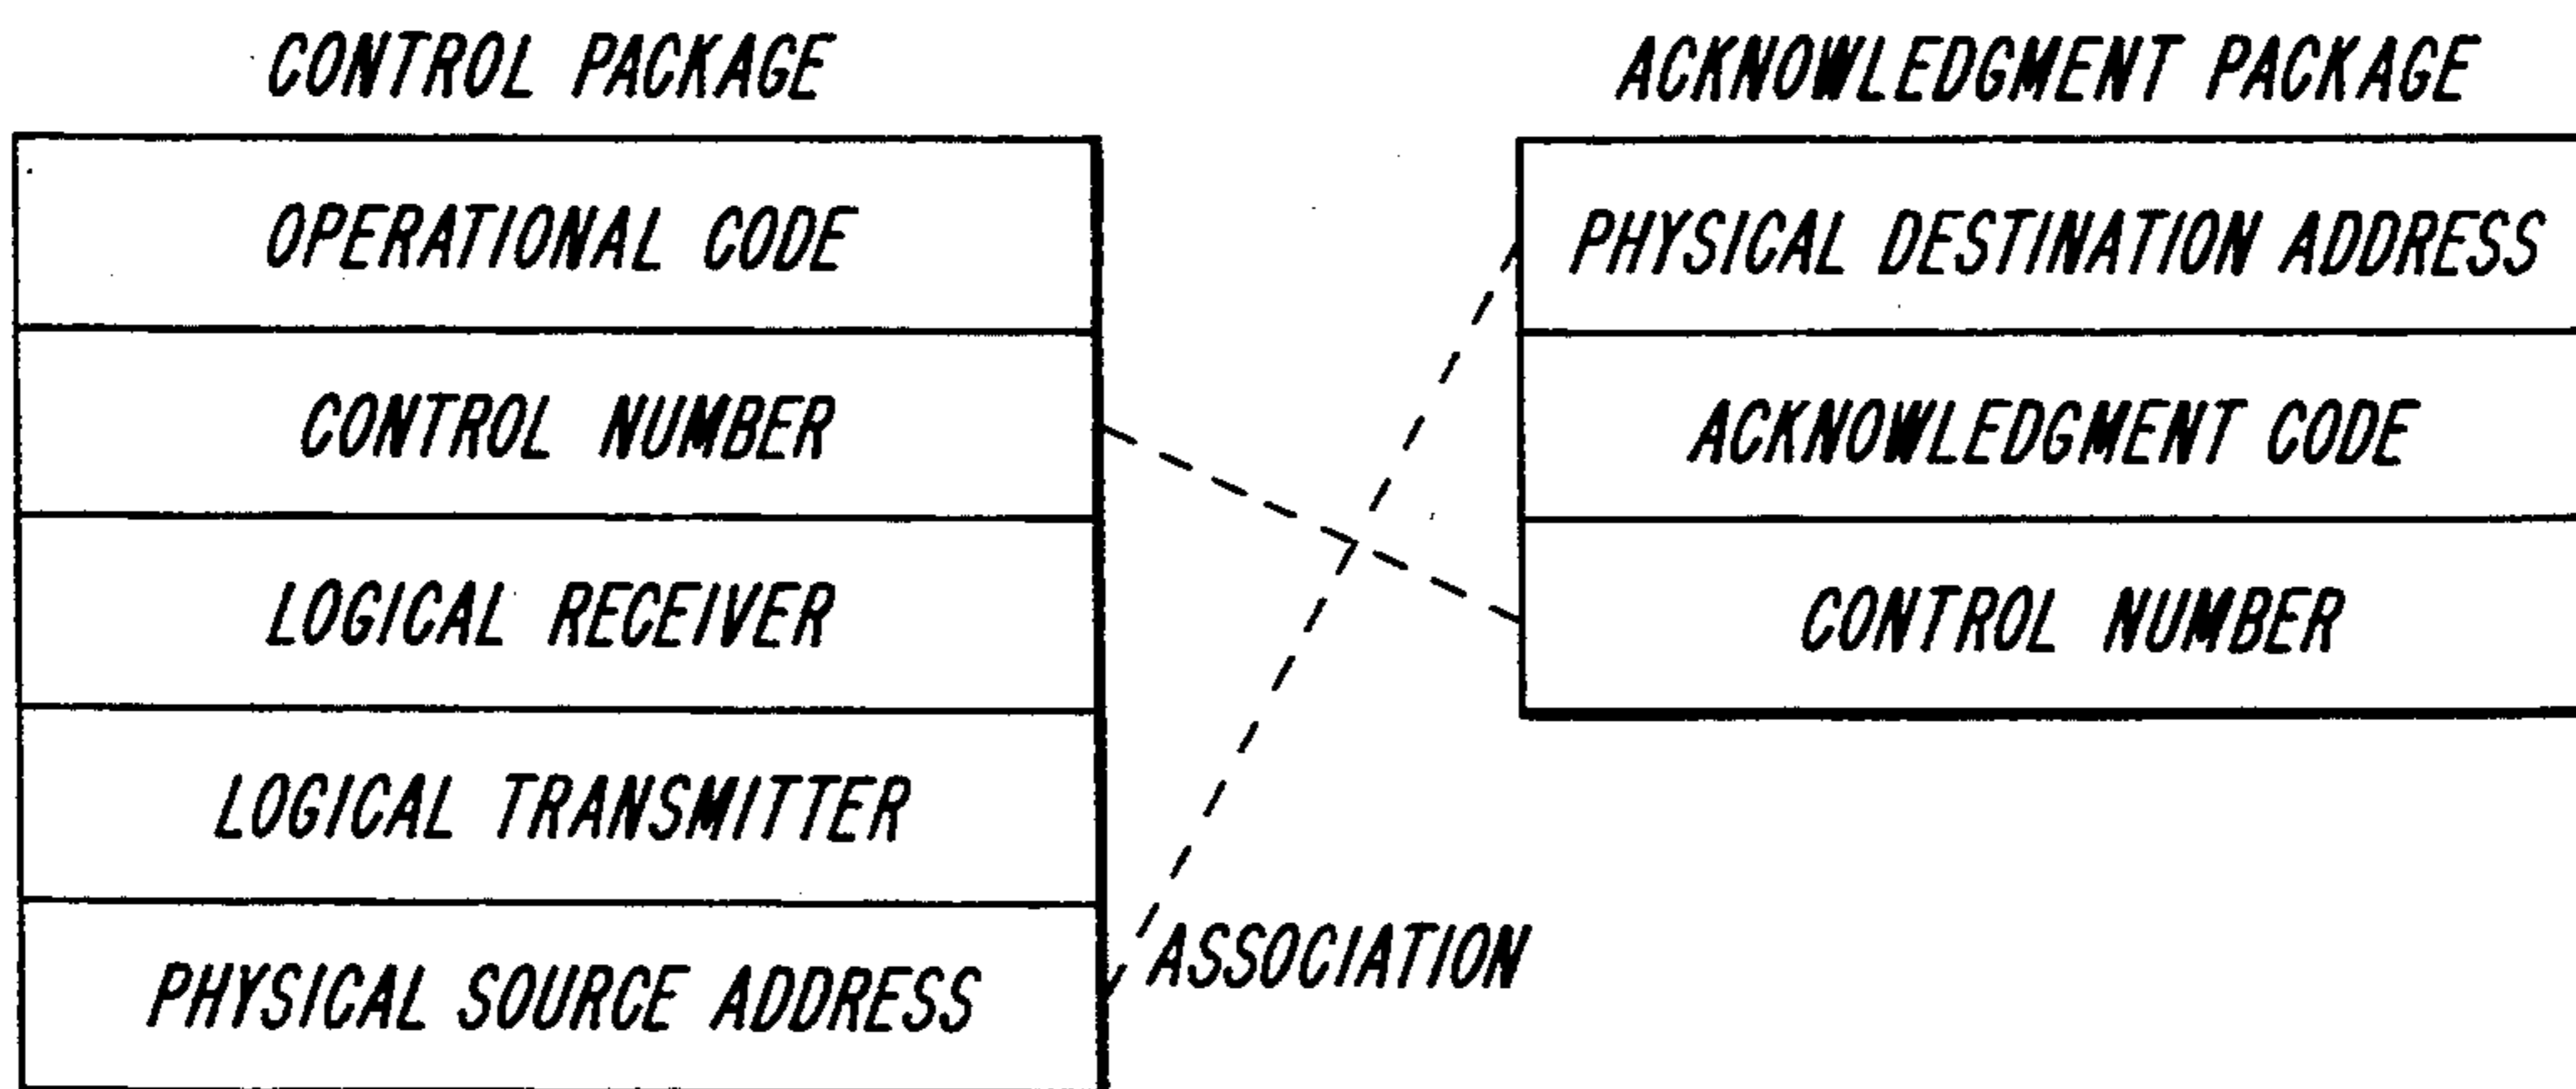 CONTROL PACKAGE
OPERATIONAL CODE
CONTROL NUMBER
LOGICAL RECEIVER
LOGICAL TRANSMITTER
PHYSICAL SOURCE ADDRESS
ASSOCIATION
ACKNOWLEDGMENT PACKAGE
PHYSICAL DESTINATION ADDRESS
ACKNOWLEDGMENT CODE
CONTROL NUMBER